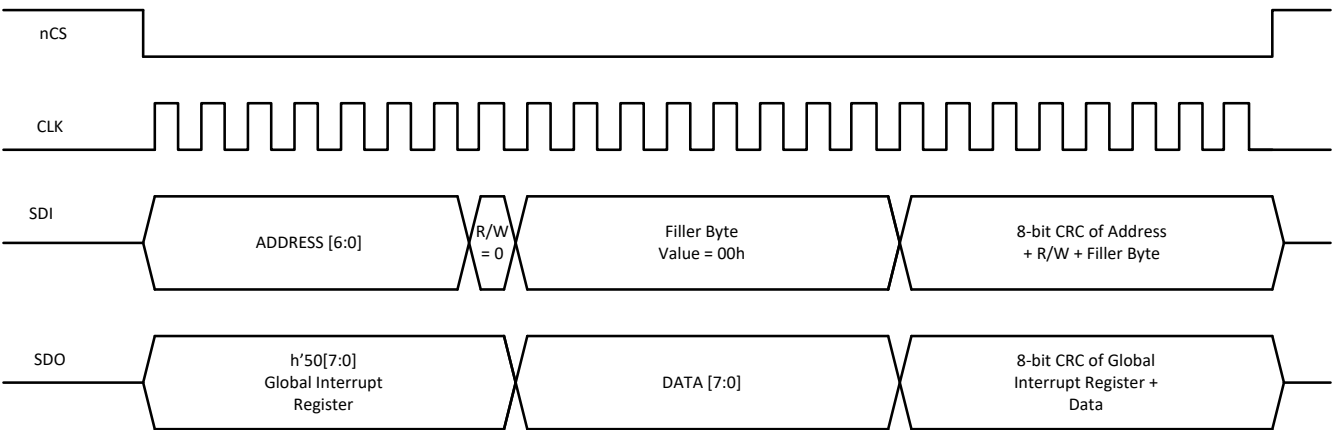 nCS
CLK
SDI
ADDRESS [6:0]
R/W
= 0
Filler Byte
Value = 00h
8-bit CRC of Address
+ R/W + Filler Byte
SDO
h'50[7:0]
Global Interrupt
Register
DATA [7:0]
8-bit CRC of Global
Interrupt Register +
Data